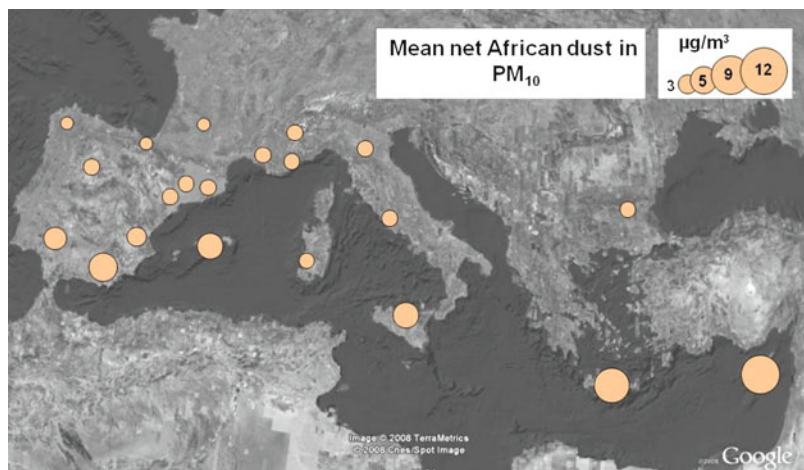 Mean net African dust in
PM10
µg/m³
3 5 9 12
Image © 2008 TerraMetrics
© 2008 Cnes/Spot Image
Google